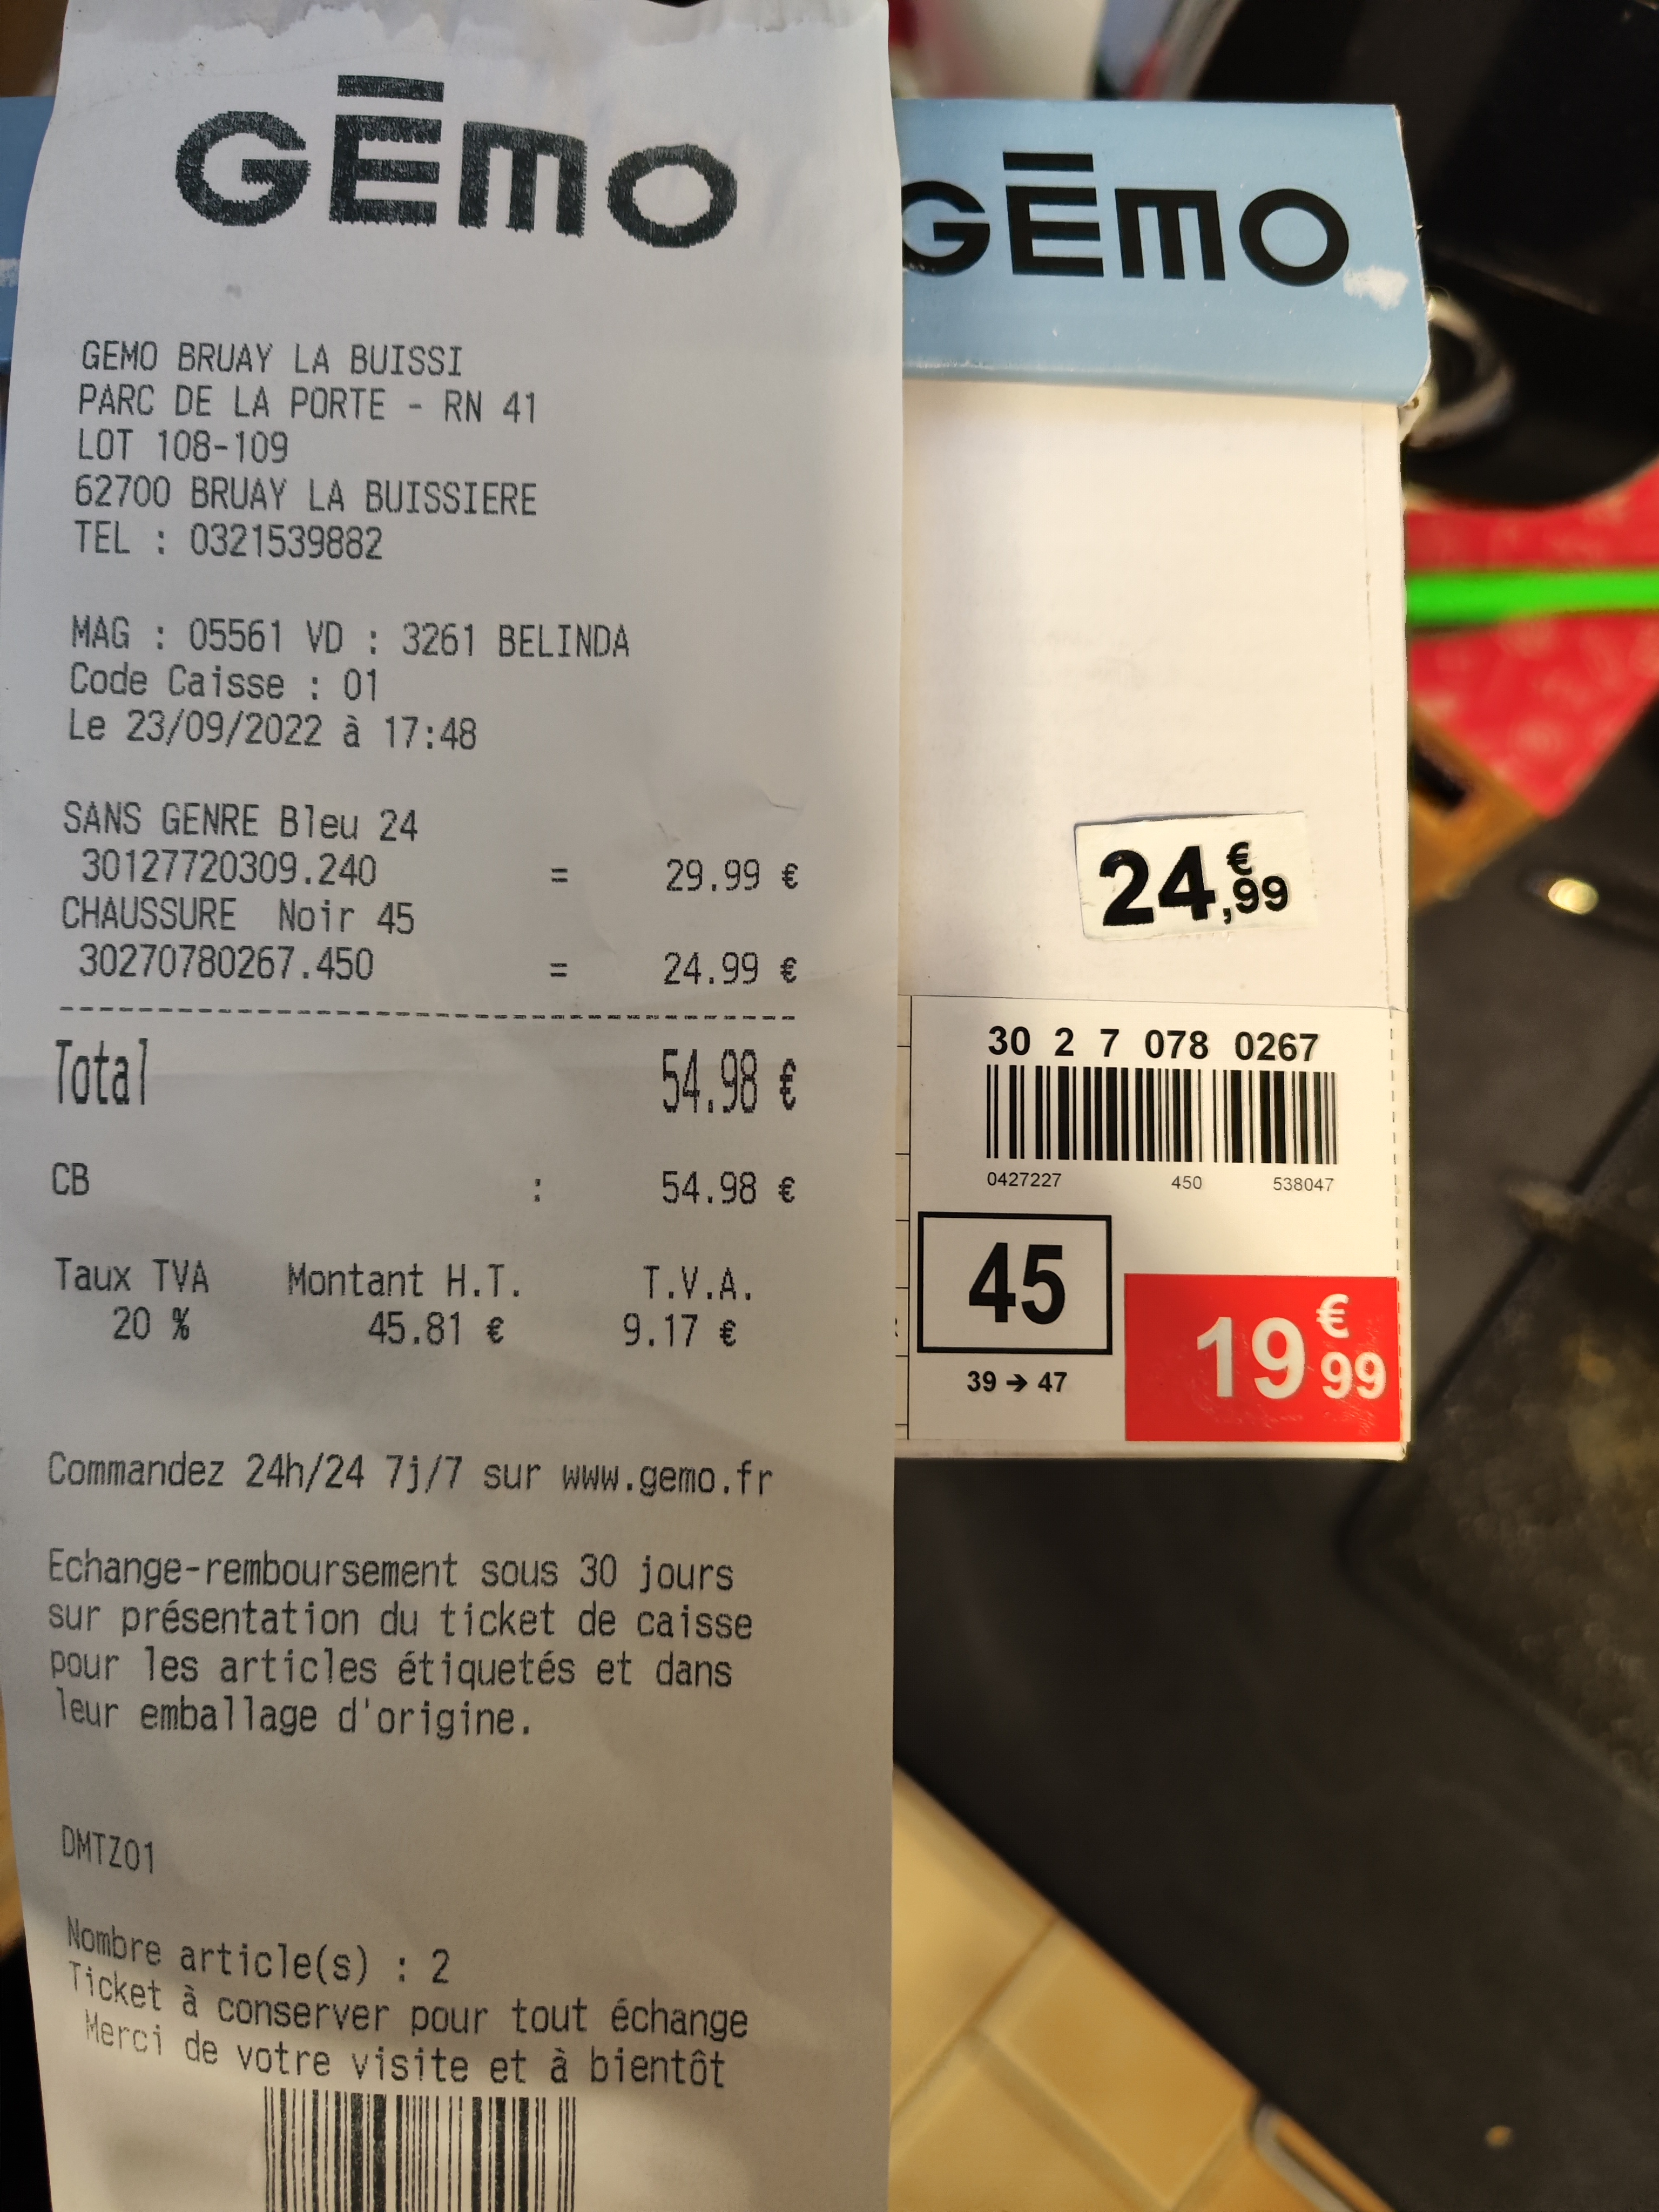 GĒMO
GEMO BRUAY LA BUISSI
PARC DE LA PORTE - RN 41
LOT 108-109
62700 BRUAY LA BUISSIERE
TEL : 0321539882
MAG : 05561 VD : 3261 BELINDA
Code Caisse : 01
Le 23/09/2022 à 17:48
SANS GENRE Bleu 24
30127720309.240 = 29.99 €
CHAUSSURE Noir 45
30270780267.450 = 24.99 €
Total 54.98 €
CB : 54.98 €
Taux TVA Montant H.T. T.V.A.
20 % 45.81 € 9.17 €
Commandez 24h/24 7j/7 sur www.gemo.fr
Echange-remboursement sous 30 jours
sur présentation du ticket de caisse
pour les articles étiquetés et dans
leur emballage d'origine.
DMTZ01
Nombre article(s) : 2
Ticket à conserver pour tout échange
Merci de votre visite et à bientôt
GĒMO
24,€99
30 2 7 078 0267
0427227 450 538047
45
39 → 47
19€99